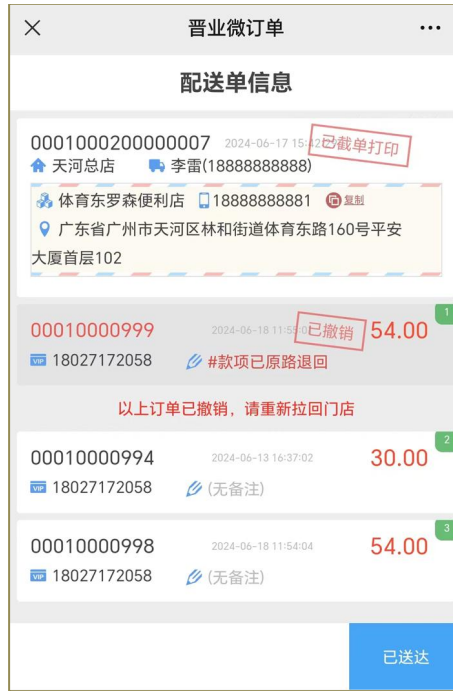 晋业微订单
配送单信息
0001000200000007 2024-06-17 15:42
已截单打印
天河总店 李雷(18888888888)
体育东罗森便利店 18888888881 复制
广东省广州市天河区林和街道体育东路160号平安
大厦首层102
1
00010000999 2024-06-18 11:55 已撤销 54.00
VIP 18027172058 #款项已原路退回
以上订单已撤销，请重新拉回门店
2
00010000994 2024-06-13 16:37:02 30.00
VIP 18027172058 (无备注)
3
00010000998 2024-06-18 11:54:04 54.00
VIP 18027172058 (无备注)
已送达